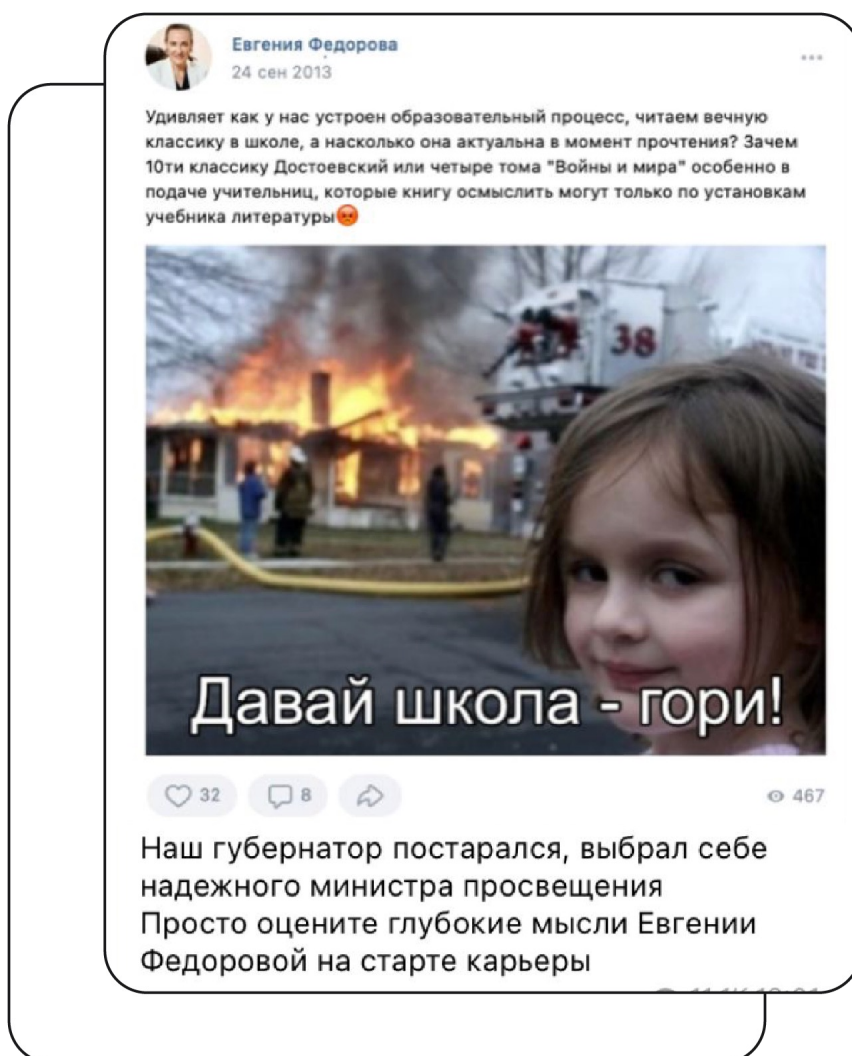 Евгения Федорова
24 сен 2013
Удивляет как у нас устроен образовательный процесс, читаем вечную
классику в школе, а насколько она актуальна в момент прочтения? Зачем
10ти классику Достоевский или четыре тома "Войны и мира" особенно в
подаче учительниц, которые книгу осмыслить могут только по установкам
учебника литературы😡
38
Давай школа - гори!
32 8 467
Наш губернатор постарался, выбрал себе
надежного министра просвещения
Просто оцените глубокие мысли Евгении
Федоровой на старте карьеры